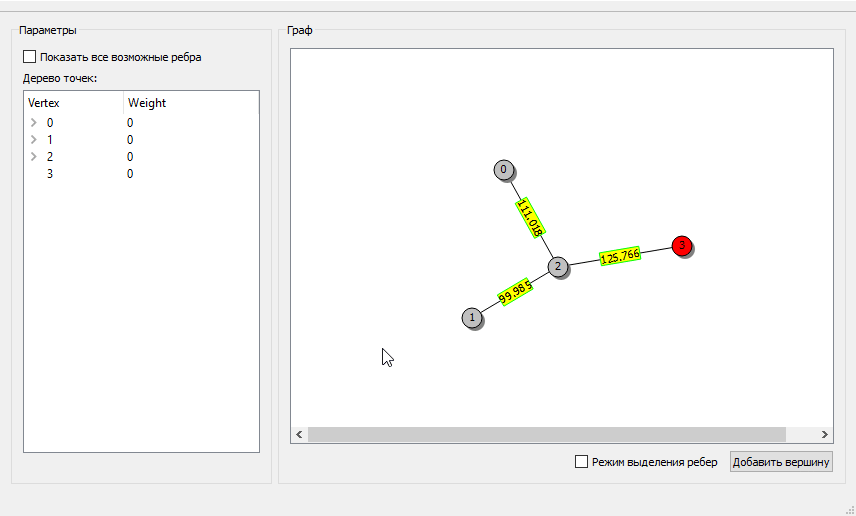 Параметры
Показать все возможные ребра
Дерево точек:
Vertex Weight
0 0
1 0
2 0
3 0
Граф
0
111.018
3
125.766
2
99.985
1
Режим выделения ребер
Добавить вершину